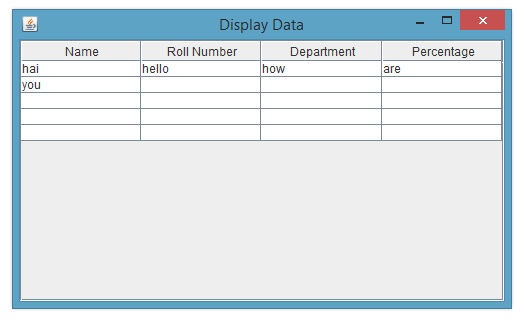 Display Data
Name Roll Number Department Percentage
hai hello how are
you